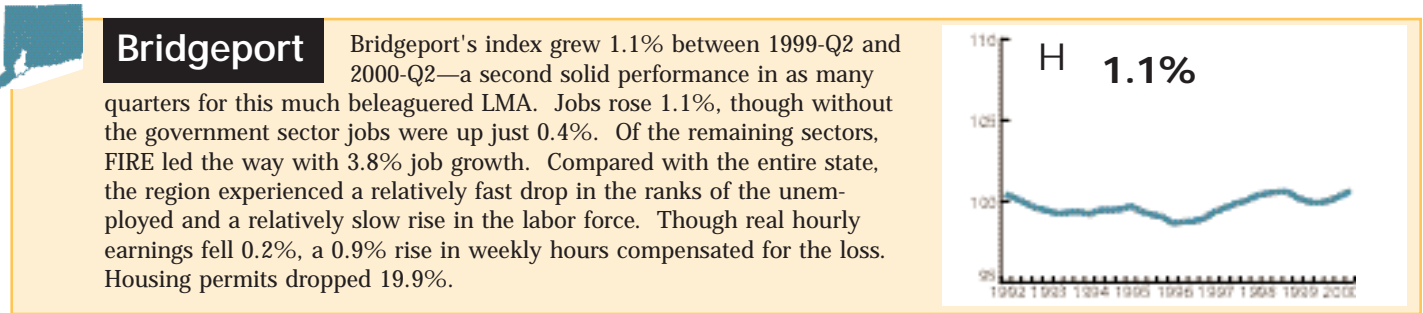 Bridgeport
Bridgeport's index grew 1.1% between 1999-Q2 and
2000-Q2—a second solid performance in as many
quarters for this much beleaguered LMA. Jobs rose 1.1%, though without
the government sector jobs were up just 0.4%. Of the remaining sectors,
FIRE led the way with 3.8% job growth. Compared with the entire state,
the region experienced a relatively fast drop in the ranks of the unem-
ployed and a relatively slow rise in the labor force. Though real hourly
earnings fell 0.2%, a 0.9% rise in weekly hours compensated for the loss.
Housing permits dropped 19.9%.
H 1.1%
110
105
100
95
1992 1993 1994 1995 1996 1997 1998 1999 2000